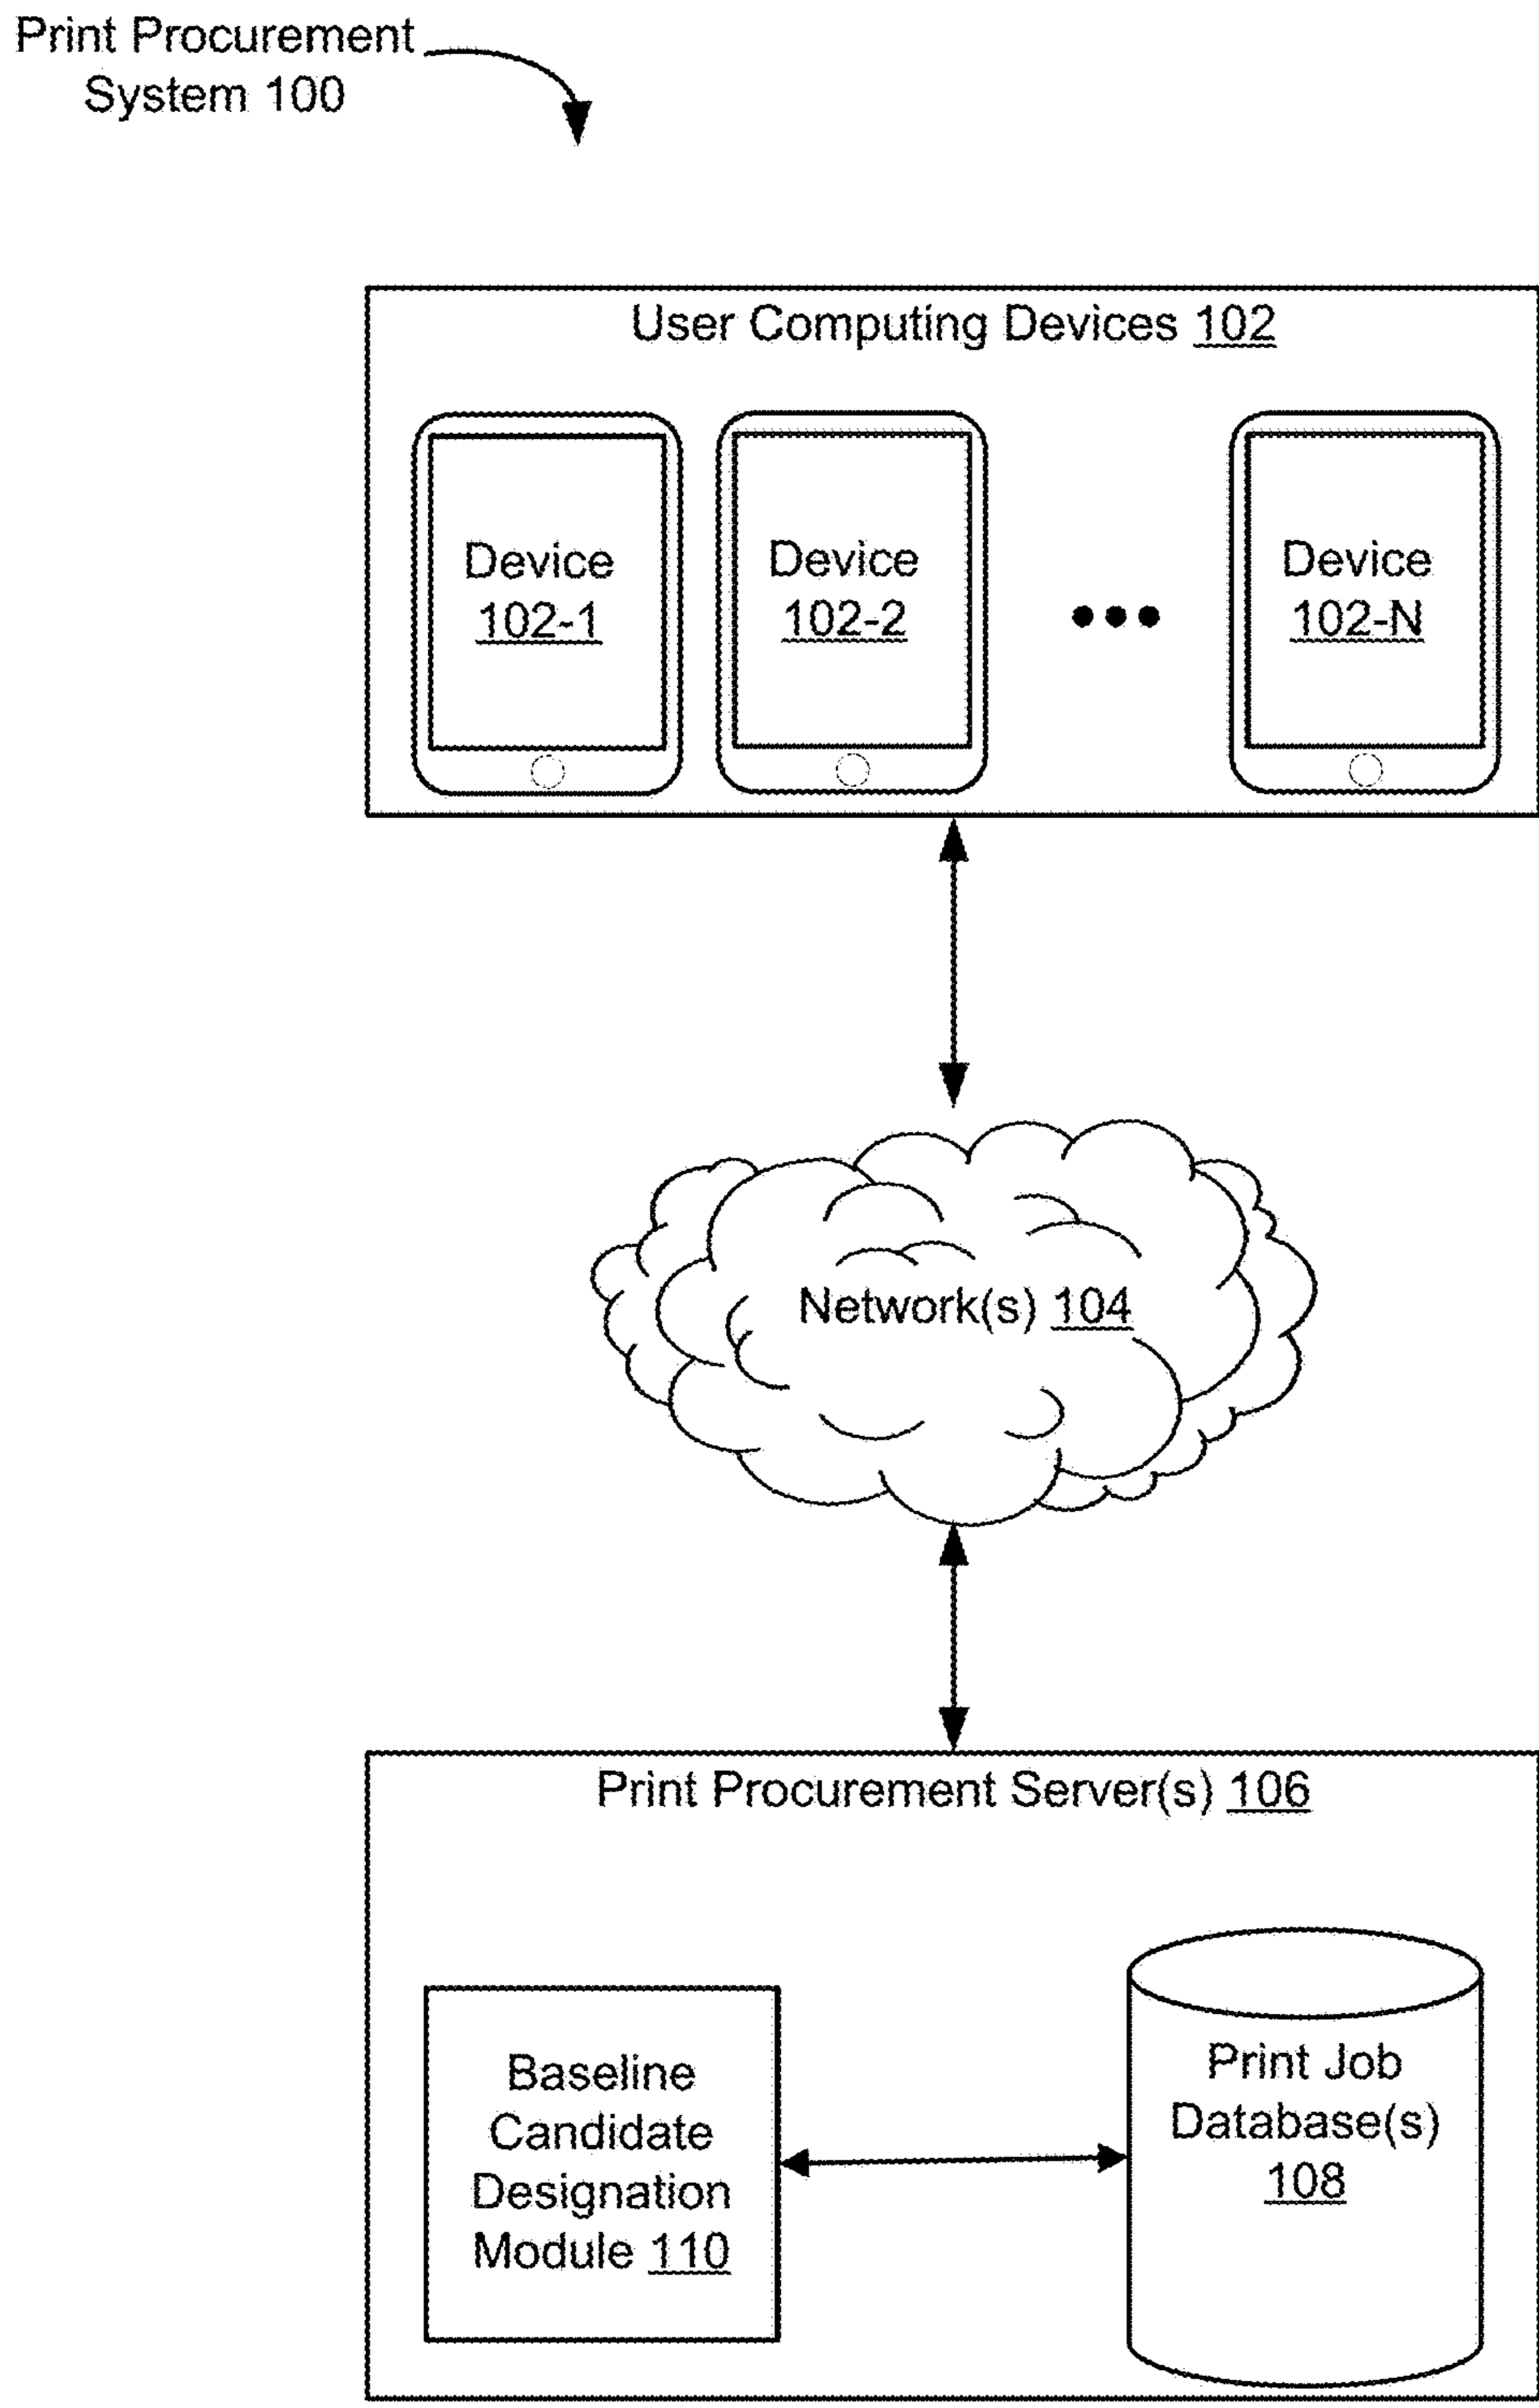 Print Procurement
System 100
User Computing Devices 102
Device
102-1
Device
102-2
Device
102-N
Network(s) 104
Print Procurement Server(s) 106
Baseline
Candidate
Designation
Module 110
Print Job
Database(s)
108